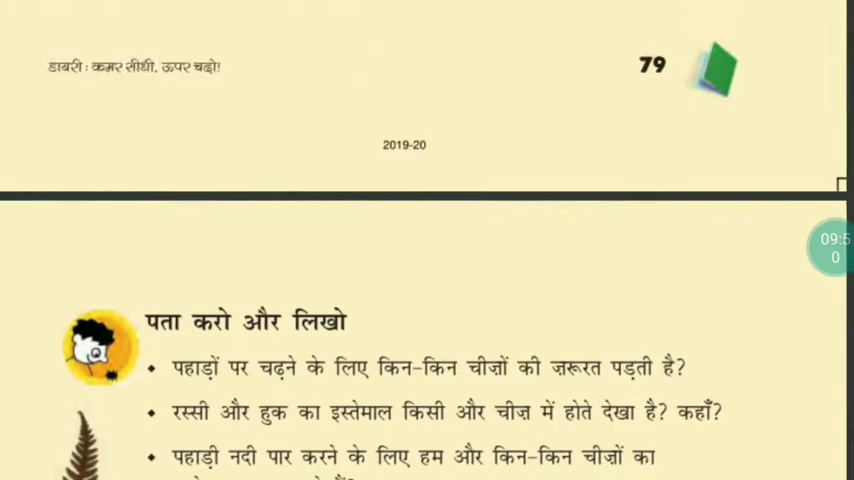 डायरी : कमर सीधी, ऊपर चढ़ो!
79
2019-20
09:5
0
पता करो और लिखो
• पहाड़ों पर चढ़ने के लिए किन-किन चीज़ों की ज़रूरत पड़ती है?
• रस्सी और हुक का इस्तेमाल किसी और चीज़ में होते देखा है? कहाँ?
• पहाड़ी नदी पार करने के लिए हम और किन-किन चीज़ों का